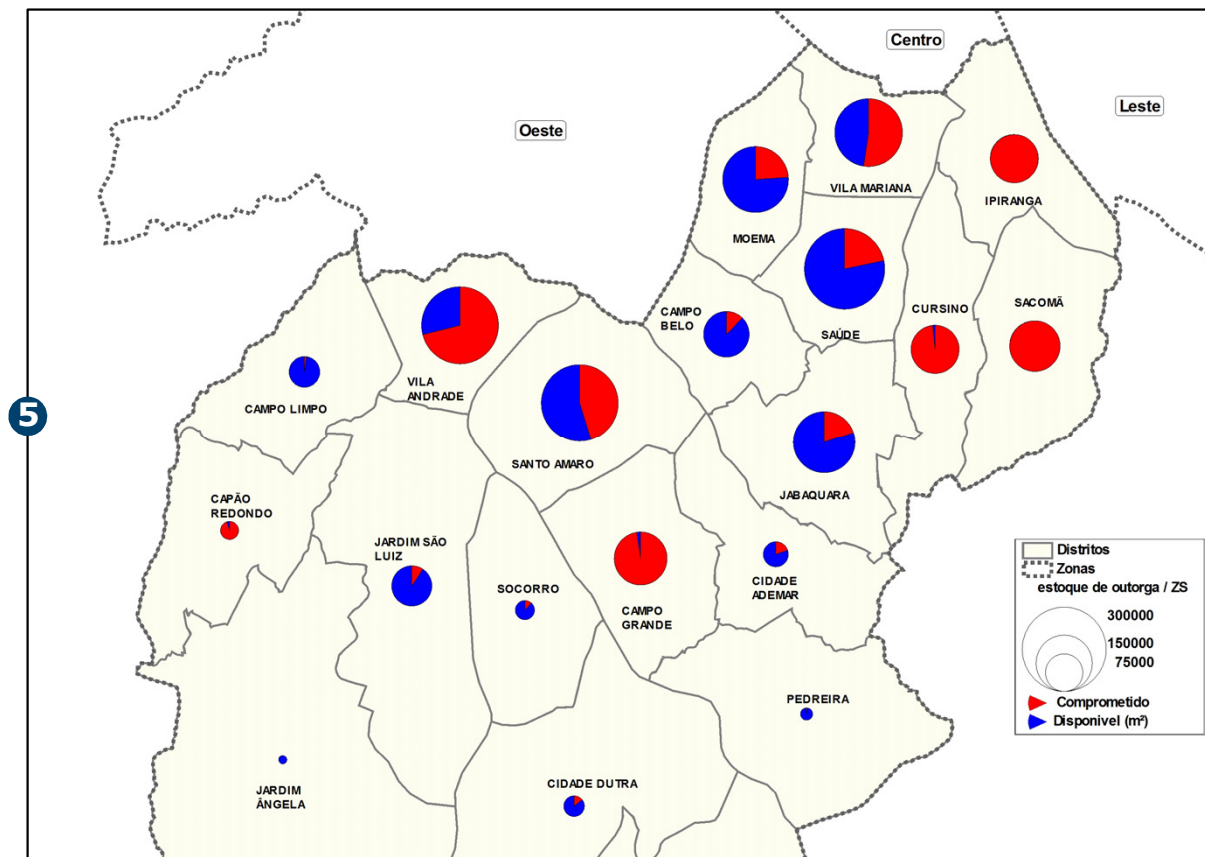 Centro
Oeste
Leste
VILA MARIANA
IPIRANGA
MOEMA
CAMPO
BELO
SAÚDE
CURSINO
SACOMÃ
VILA
ANDRADE
CAMPO LIMPO
5
SANTO AMARO
JABAQUARA
CAPÃO
REDONDO
JARDIM SÃO
LUIZ
SOCORRO
CAMPO
GRANDE
CIDADE
ADEMAR
PEDREIRA
JARDIM
ÂNGELA
CIDADE DUTRA
Distritos
Zonas
estoque de outorga / ZS
300000
150000
75000
Comprometido
Disponivel (m²)